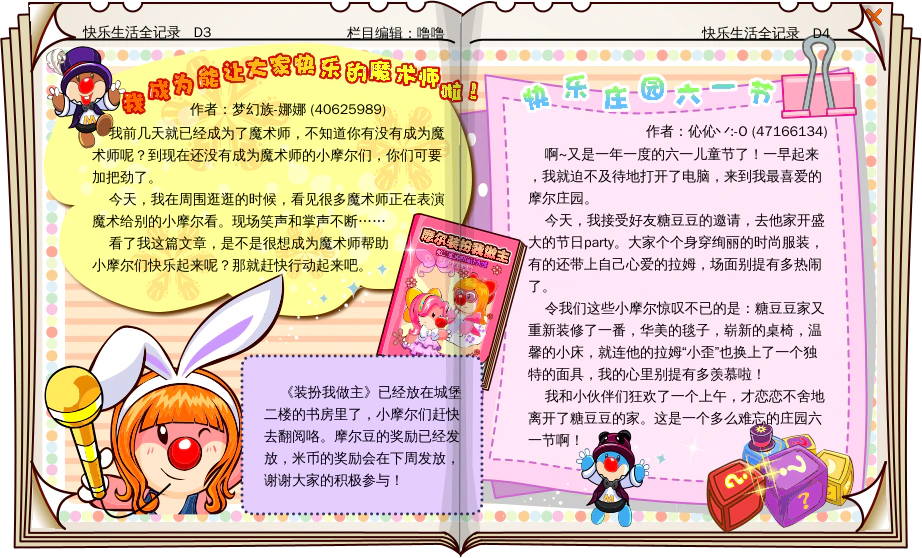 快乐生活全记录 D3
栏目编辑：噜噜
我成为能让大家快乐的魔术师啦！
作者：梦幻族-娜娜 (40625989)
我前几天就已经成为了魔术师，不知道你有没有成为魔
术师呢？到现在还没有成为魔术师的小摩尔们，你们可要
加把劲了。
今天，我在周围逛逛的时候，看见很多魔术师正在表演
魔术给别的小摩尔看。现场笑声和掌声不断⋯⋯
看了我这篇文章，是不是很想成为魔术师帮助
小摩尔们快乐起来呢？那就赶快行动起来吧。
摩尔装扮我做主
《装扮我做主》已经放在城堡
二楼的书房里了，小摩尔们赶快
去翻阅咯。摩尔豆的奖励已经发
放，米币的奖励会在下周发放，
谢谢大家的积极参与！
快乐生活全记录 D4
快乐庄园六一节
作者：伈伈丷:-0 (47166134)
啊~又是一年一度的六一儿童节了！一早起来
，我就迫不及待地打开了电脑，来到我最喜爱的
摩尔庄园。
今天，我接受好友糖豆豆的邀请，去他家开盛
大的节日party。大家个个身穿绚丽的时尚服装，
有的还带上自己心爱的拉姆，场面别提有多热闹
了。
令我们这些小摩尔惊叹不已的是：糖豆豆家又
重新装修了一番，华美的毯子，崭新的桌椅，温
馨的小床，就连他的拉姆“小歪”也换上了一个独
特的面具，我的心里别提有多羡慕啦！
我和小伙伴们狂欢了一个上午，才恋恋不舍地
离开了糖豆豆的家。这是一个多么难忘的庄园六
一节啊！